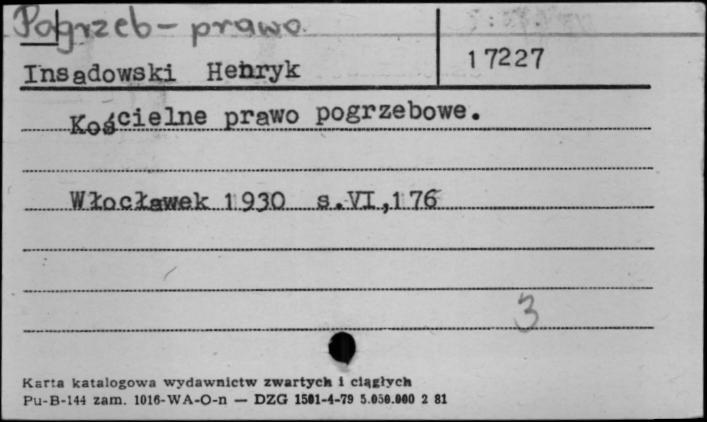 Pogrzeb - prawo
Insadowski Henryk
17227
Kościelne prawo pogrzebowe.
Włocławek 1930 s.VI,176
3
Karta katalogowa wydawnictw zwartych i ciągłych
Pu-B-144 zam. 1016-WA-O-n — DZG 1501-4-79 5.050.000 2 81